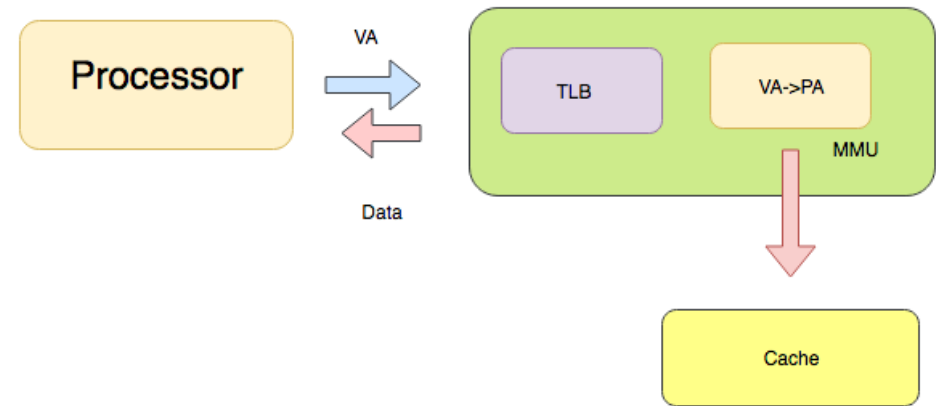 Processor
VA
TLB
VA->PA
MMU
Data
Cache